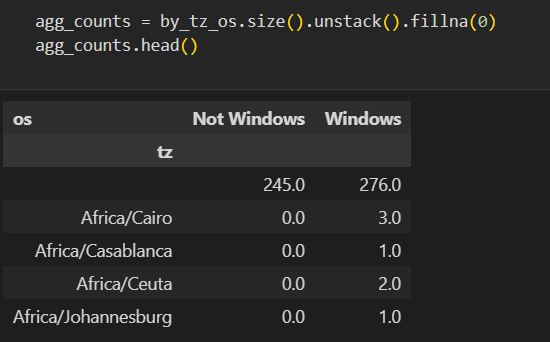 agg_counts = by_tz_os.size().unstack().fillna(0)
agg_counts.head()
os Not Windows Windows
tz
245.0 276.0
Africa/Cairo 0.0 3.0
Africa/Casablanca 0.0 1.0
Africa/Ceuta 0.0 2.0
Africa/Johannesburg 0.0 1.0